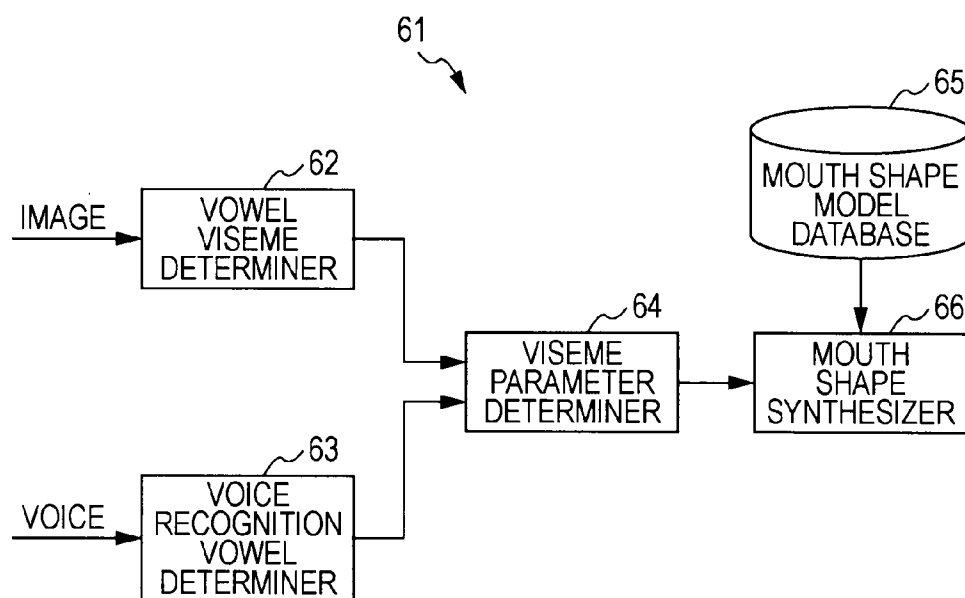 61
65
MOUTH SHAPE
MODEL
DATABASE
62
IMAGE
VOWEL
VISEME
DETERMINER
64
VISEME
PARAMETER
DETERMINER
66
MOUTH
SHAPE
SYNTHESIZER
63
VOICE
VOICE
RECOGNITION
VOWEL
DETERMINER